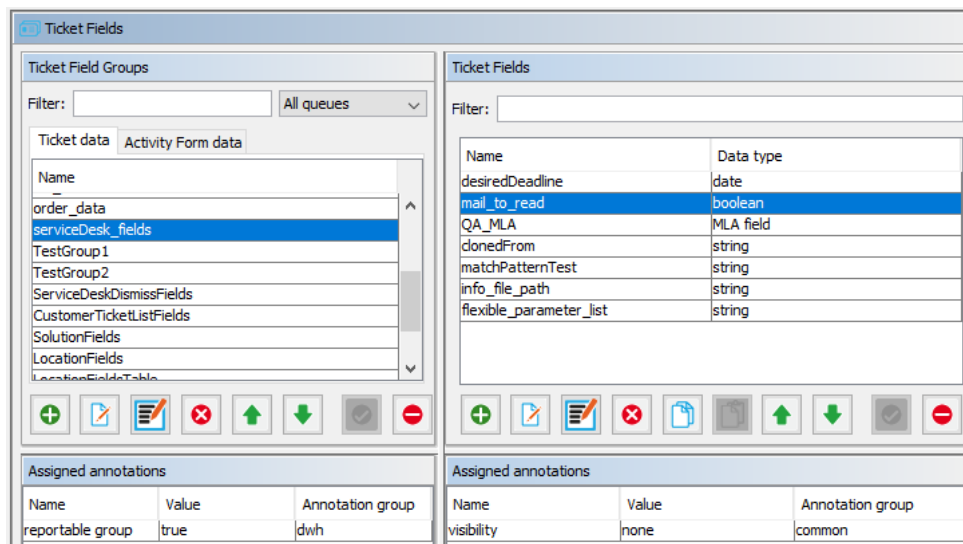 Ticket Fields
Ticket Field Groups
Filter: All queues
Ticket data Activity Form data
Name
order_data
serviceDesk_fields
TestGroup1
TestGroup2
ServiceDeskDismissFields
CustomerTicketListFields
SolutionFields
LocationFields
LocationFieldsTable
Assigned annotations
Name Value Annotation group
reportable group true dwh
Ticket Fields
Filter:
Name Data type
desiredDeadline date
mail_to_read boolean
QA_MLA MLA field
clonedFrom string
matchPatternTest string
info_file_path string
flexible_parameter_list string
Assigned annotations
Name Value Annotation group
visibility none common